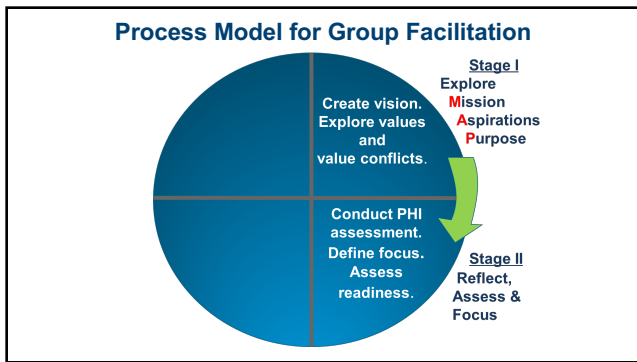 Process Model for Group Facilitation
Stage I
Explore
Mission
Aspirations
Purpose
Create vision.
Explore values
and
value conflicts.
Conduct PHI
assessment.
Define focus.
Assess
readiness.
Stage II
Reflect,
Assess &
Focus